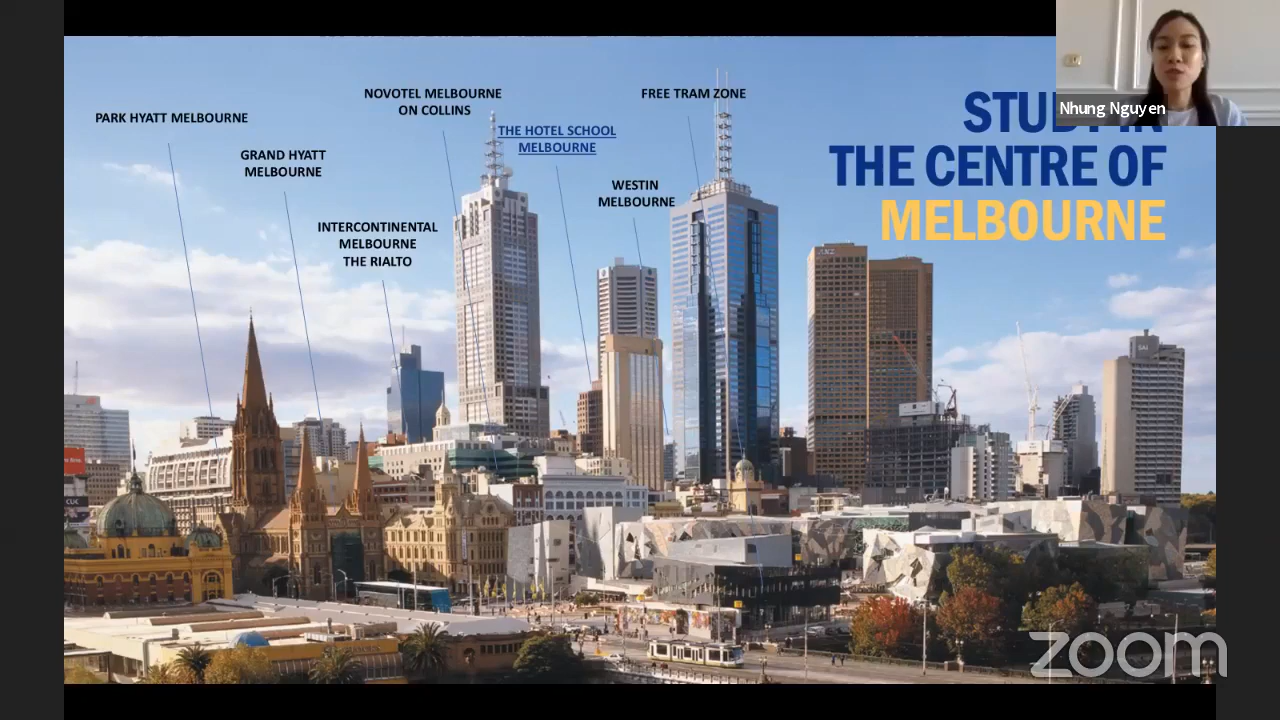 PARK HYATT MELBOURNE
GRAND HYATT
MELBOURNE
INTERCONTINENTAL
MELBOURNE
THE RIALTO
NOVOTEL MELBOURNE
ON COLLINS
THE HOTEL SCHOOL
MELBOURNE
WESTIN
MELBOURNE
FREE TRAM ZONE
STUDY IN
THE CENTRE OF
MELBOURNE
Nhung Nguyen
ANZ
zoom